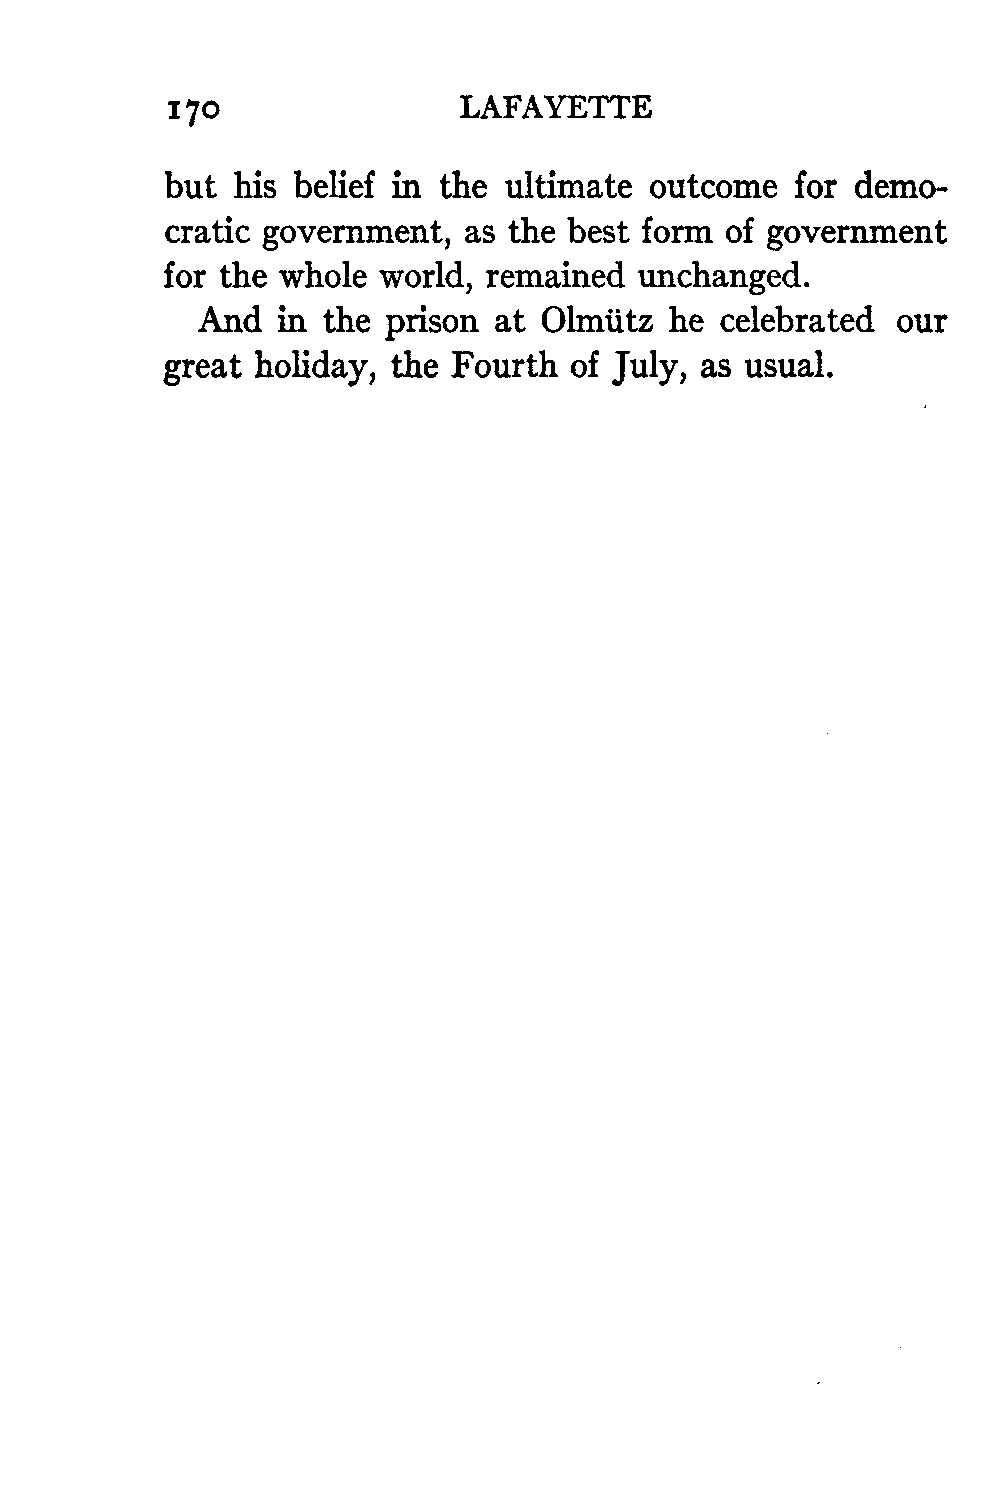 170 LAFAYETTE
but his belief in the ultimate outcome for demo-
cratic government, as the best form of government
for the whole world, remained unchanged.
And in the prison at Olmütz he celebrated our
great holiday, the Fourth of July, as usual.